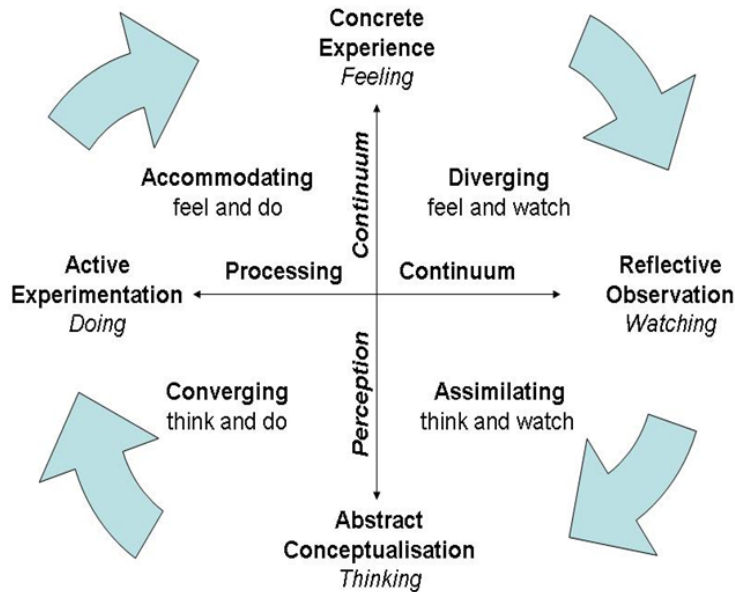 Concrete
Experience
Feeling
Accommodating
feel and do
Continuum
Diverging
feel and watch
Active
Experimentation
Doing
Processing
Continuum
Reflective
Observation
Watching
Converging
think and do
Perception
Assimilating
think and watch
Abstract
Conceptualisation
Thinking